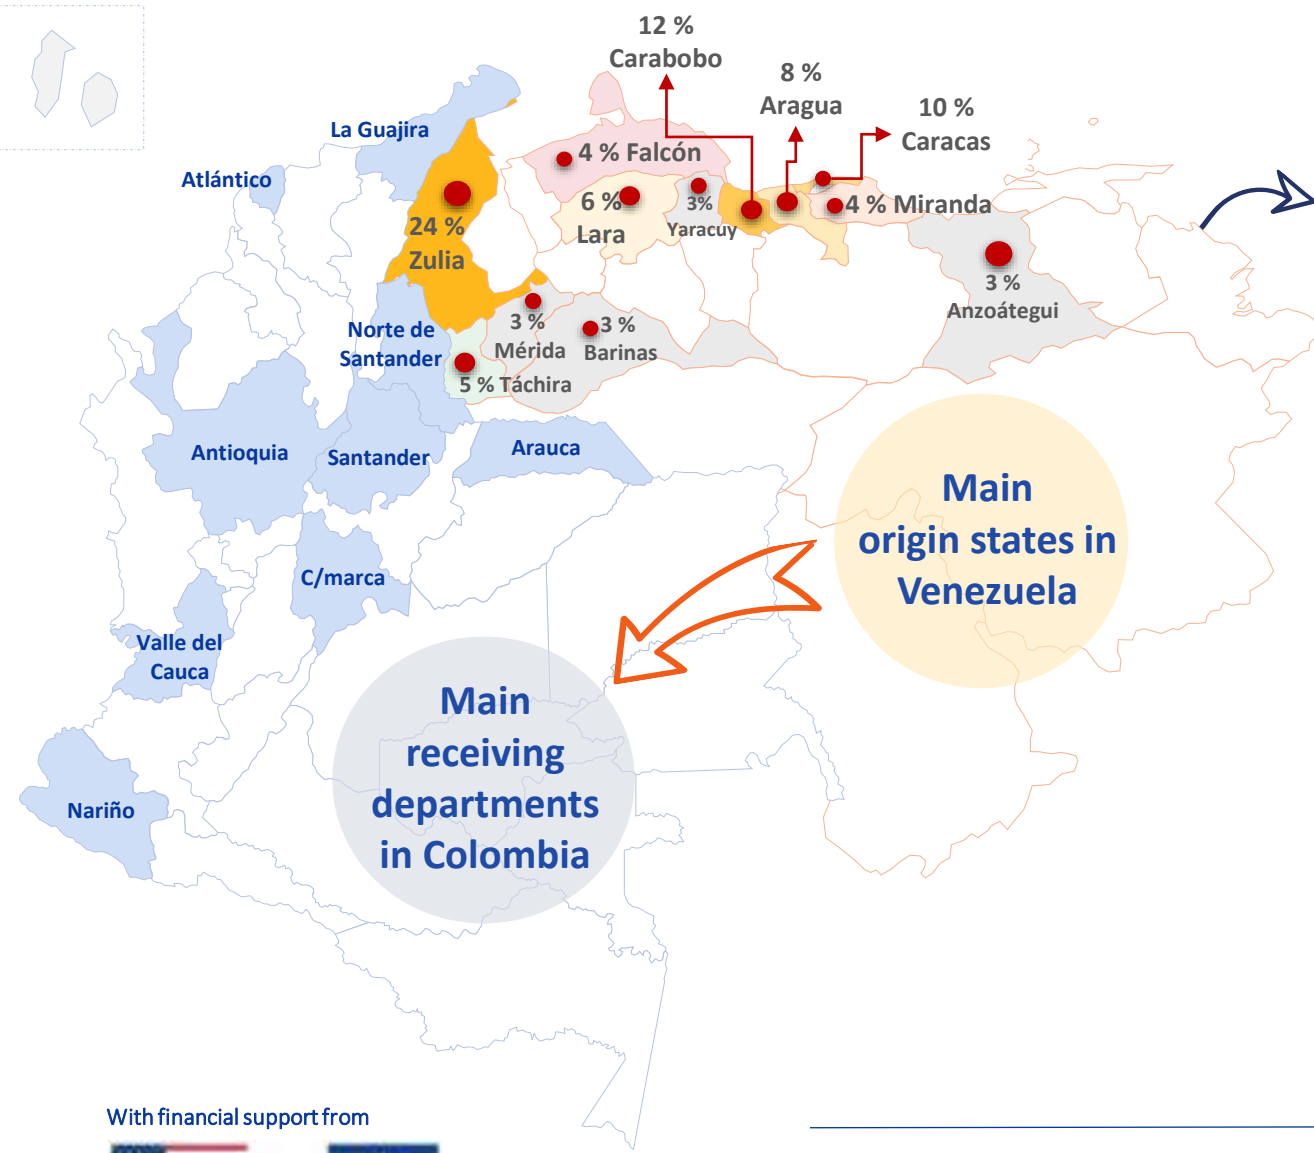 12 %
Carabobo
8 %
Aragua
10 %
Caracas
La Guajira
4 % Falcón
Atlántico
6 %
Lara
3%
Yaracuy
4 % Miranda
24 %
Zulia
3 %
Anzoátegui
Norte de
Santander
3 %
Mérida
3 %
Barinas
5 % Táchira
Antioquia
Santander
Arauca
Main
origin states in
Venezuela
C/marca
Valle del
Cauca
Main
receiving
departments
in Colombia
Nariño
With financial support from